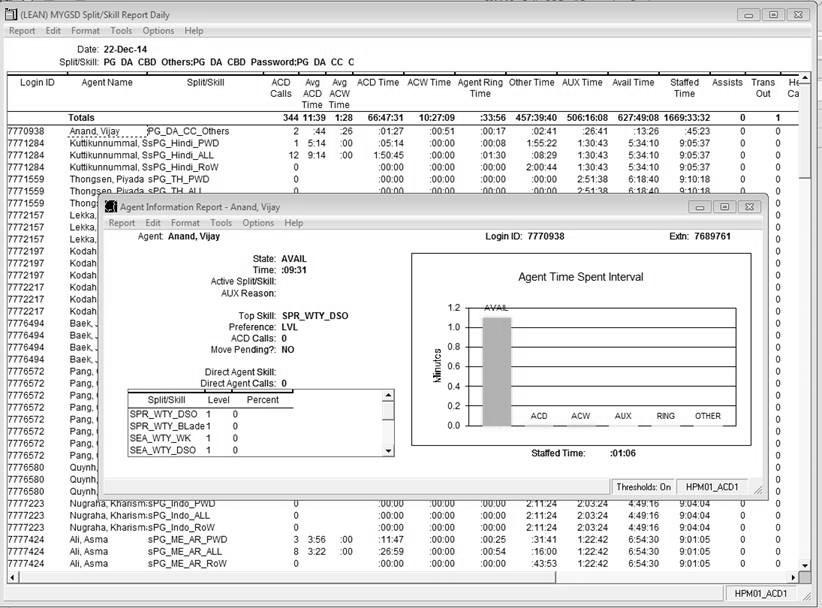 (LEAN) MYGSD Split/Skill Report Daily
Report Edit Format Tools Options Help
Date: 22-Dec-14
Split/Skill: PG DA CBD Others;PG DA CBD Password;PG DA CC C
Login ID Agent Name Split/Skill ACD Calls Avg ACD Time Avg ACW Time ACD Time ACW Time Agent Ring Time Other Time AUX Time Avail Time Staffed Time Assists Trans Out He Ca
Totals 344 11:39 1:28 66:47:31 10:27:09 :33:56 457:39:40 506:16:08 627:49:08 1669:33:32 0 1
7770938 Anand, Vijay PG_DA_CC_Others 2 :44 :26 :01:27 :00:51 :00:17 :02:41 :26:41 :13:26 :45:23 0 0
7771284 Kuttikunnummal, S sPG_Hindi_PWD 1 5:14 :00 :05:14 :00:00 :00:08 1:55:22 1:30:43 5:34:10 9:05:37 0 0
7771284 Kuttikunnummal, S sPG_Hindi_ALL 12 9:14 :00 1:50:45 :01:30 :08:29 1:30:43 5:34:10 9:05:37 0 0
7771284 Kuttikunnummal, S sPG_Hindi_RoW 0 :00:00 :00:00 :00:00 2:00:44 1:30:43 5:34:10 9:05:37 0 0
7771559 Thongsen, Piyada sPG_TH_PWD 0 :00:00 :00:00 :00:00 :00:00 2:51:38 6:18:40 9:10:18 0 0
7771559 Thongsen, Piyada sPG_TH_ALL 0 :00:00 :00:00 :00:00 :00:00 2:51:38 6:18:40 9:10:18 0 0
7771559 Thongs
7772157 Lekka,
7772157 Lekka,
7772157 Lekka,
7772197 Kodah
7772197 Kodah
7772197 Kodah
7772217 Kodah
7772217 Kodah
7772217 Kodah
7776494 Baek, J
7776494 Baek, J
7776494 Baek, J
7776494 Baek, J
7776572 Pang, (
7776572 Pang, (
7776572 Pang, (
7776572 Pang, (
7776572 Pang, (
7776572 Pang, (
7776572 Pang, (
7776572 Pang, (
7776580 Quynh,
7776580 Quynh,
7776580 Quynh,
Agent Information Report - Anand, Vijay
Report Edit Format Tools Options Help
Agent: Anand, Vijay Login ID: 7770938 Extn: 7689761
State: AVAIL
Time: :09:31
Active Split/Skill:
AUX Reason:
Top Skill: SPR_WTY_DSO
Preference: LVL
ACD Calls: 0
Move Pending?: NO
Direct Agent Skill:
Direct Agent Calls: 0
Split/Skill Level Percent
SPR_WTY_DSO 1 0
SPR_WTY_BLade 1 0
SEA_WTY_WK 1 0
SEA_WTY_DSO 1 0
Agent Time Spent Interval
Minutes
1.2 AVAIL
1.0
0.8
0.6
0.4
0.2
0.0
ACD ACW AUX RING OTHER
Staffed Time: :01:06
Thresholds: On HPM01_ACD1
7777223 Nugraha, Kharism sPG_Indo_PWD 0 :00:00 :00:00 :00:00 2:11:24 2:03:24 4:49:16 9:04:04 0 0
7777223 Nugraha, Kharism sPG_Indo_ALL 0 :00:00 :00:00 :00:00 2:11:24 2:03:24 4:49:16 9:04:04 0 0
7777223 Nugraha, Kharism sPG_Indo_RoW 0 :00:00 :00:00 :00:00 2:11:24 2:03:24 4:49:16 9:04:04 0 0
7777424 Ali, Asma sPG_ME_AR_PWD 3 3:56 :00 :11:47 :00:00 :00:25 :31:41 1:22:42 6:54:30 9:01:05 0 0
7777424 Ali, Asma sPG_ME_AR_ALL 8 3:22 :00 :26:59 :00:00 :00:54 :16:00 1:22:42 6:54:30 9:01:05 0 0
7777424 Ali, Asma sPG_ME_AR_RoW 0 :00:00 :00:00 :00:00 :43:53 1:22:42 6:54:30 9:01:05 0 0
HPM01_ACD1